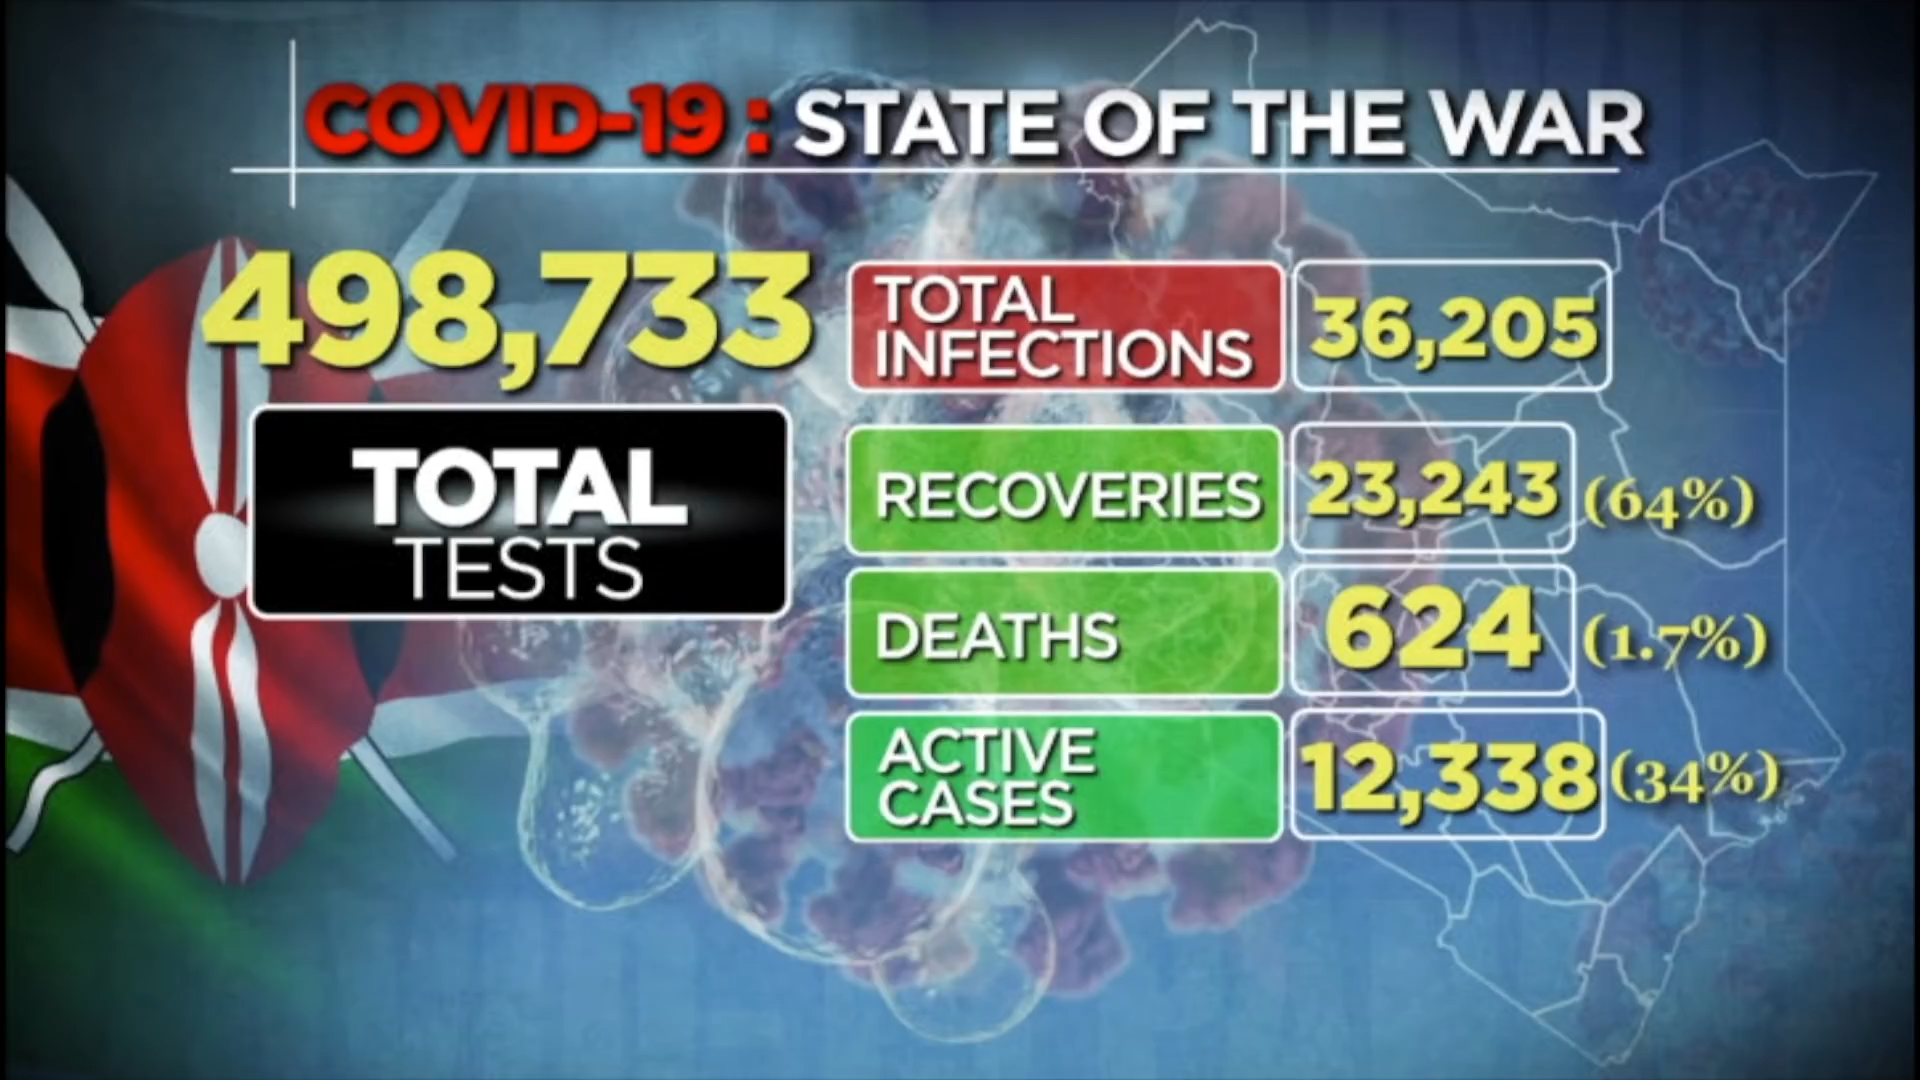 COVID-19 : STATE OF THE WAR
498,733
TOTAL
TESTS
TOTAL
INFECTIONS
36,205
RECOVERIES
23,243
(64%)
DEATHS
624
(1.7%)
ACTIVE
CASES
12,338
(34%)